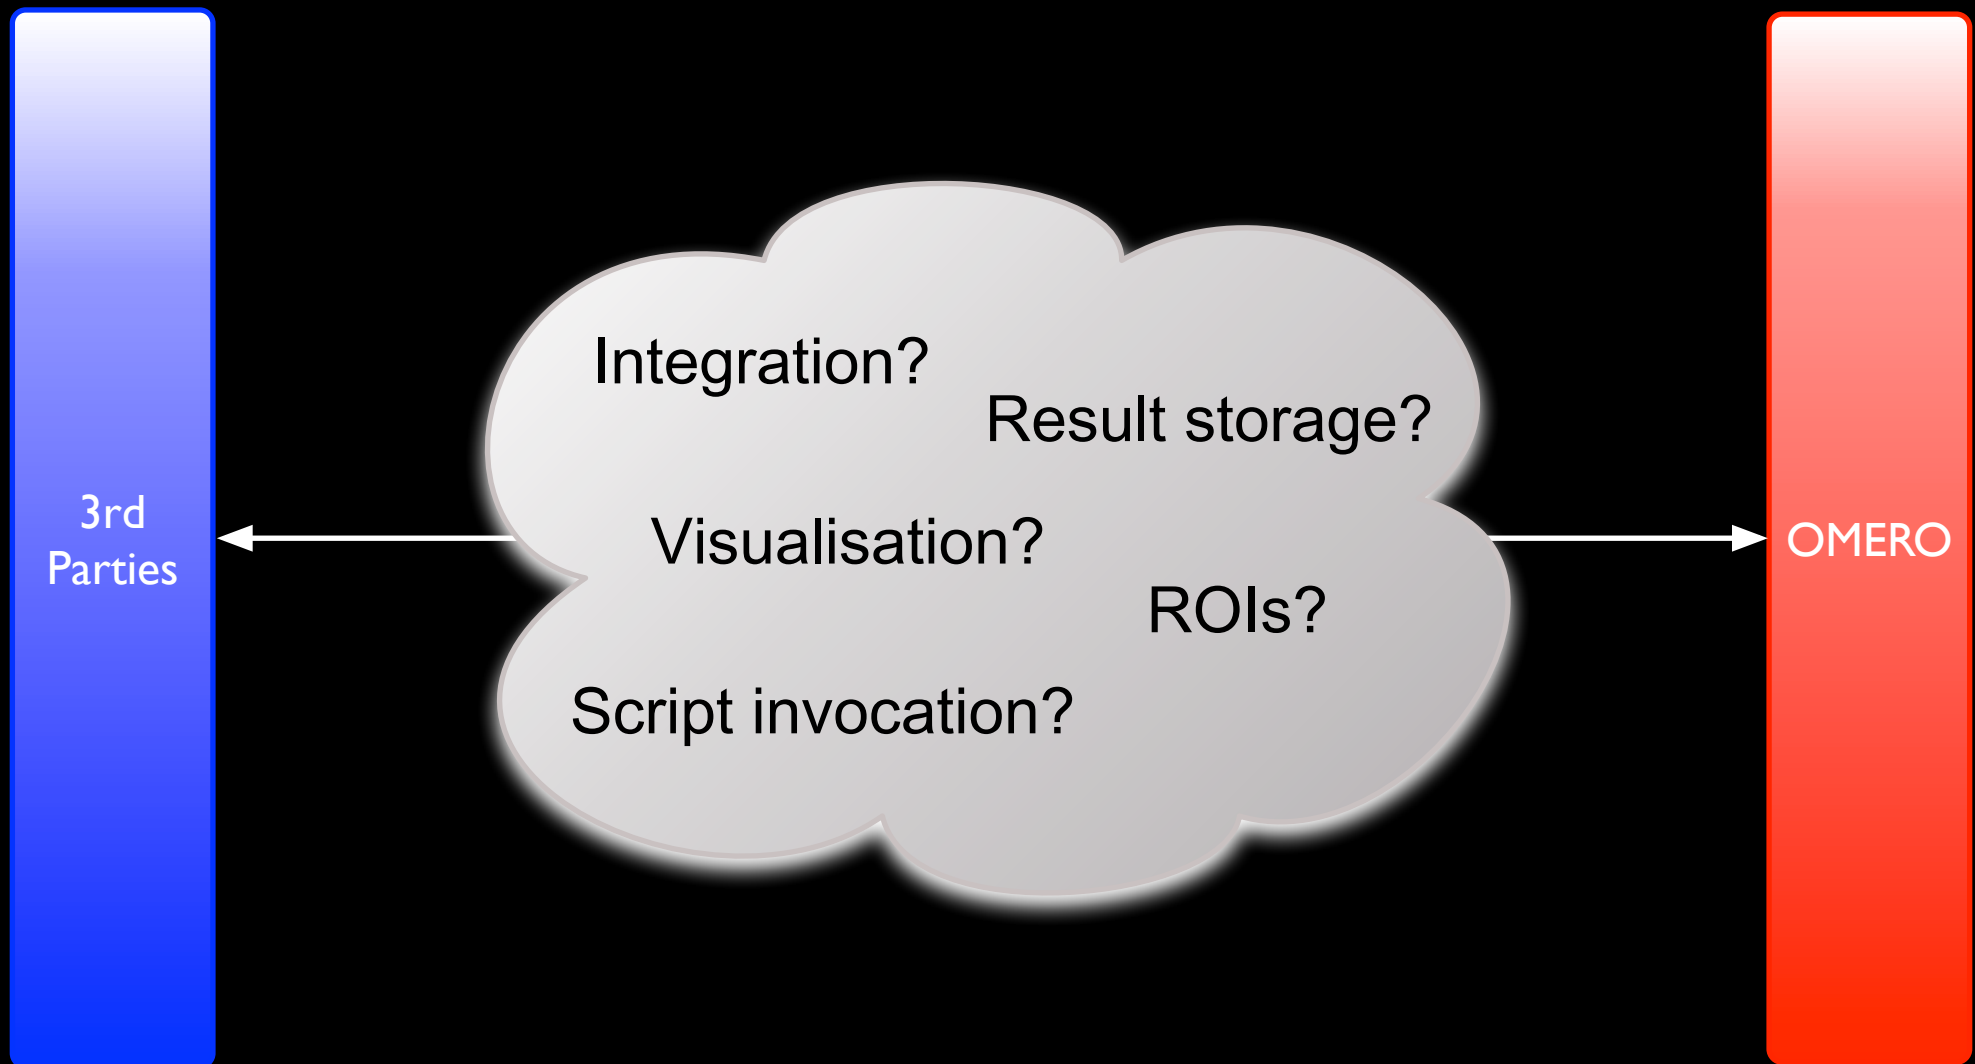 3rd
Parties
Integration?
Result storage?
Visualisation?
ROIs?
Script invocation?
OMERO